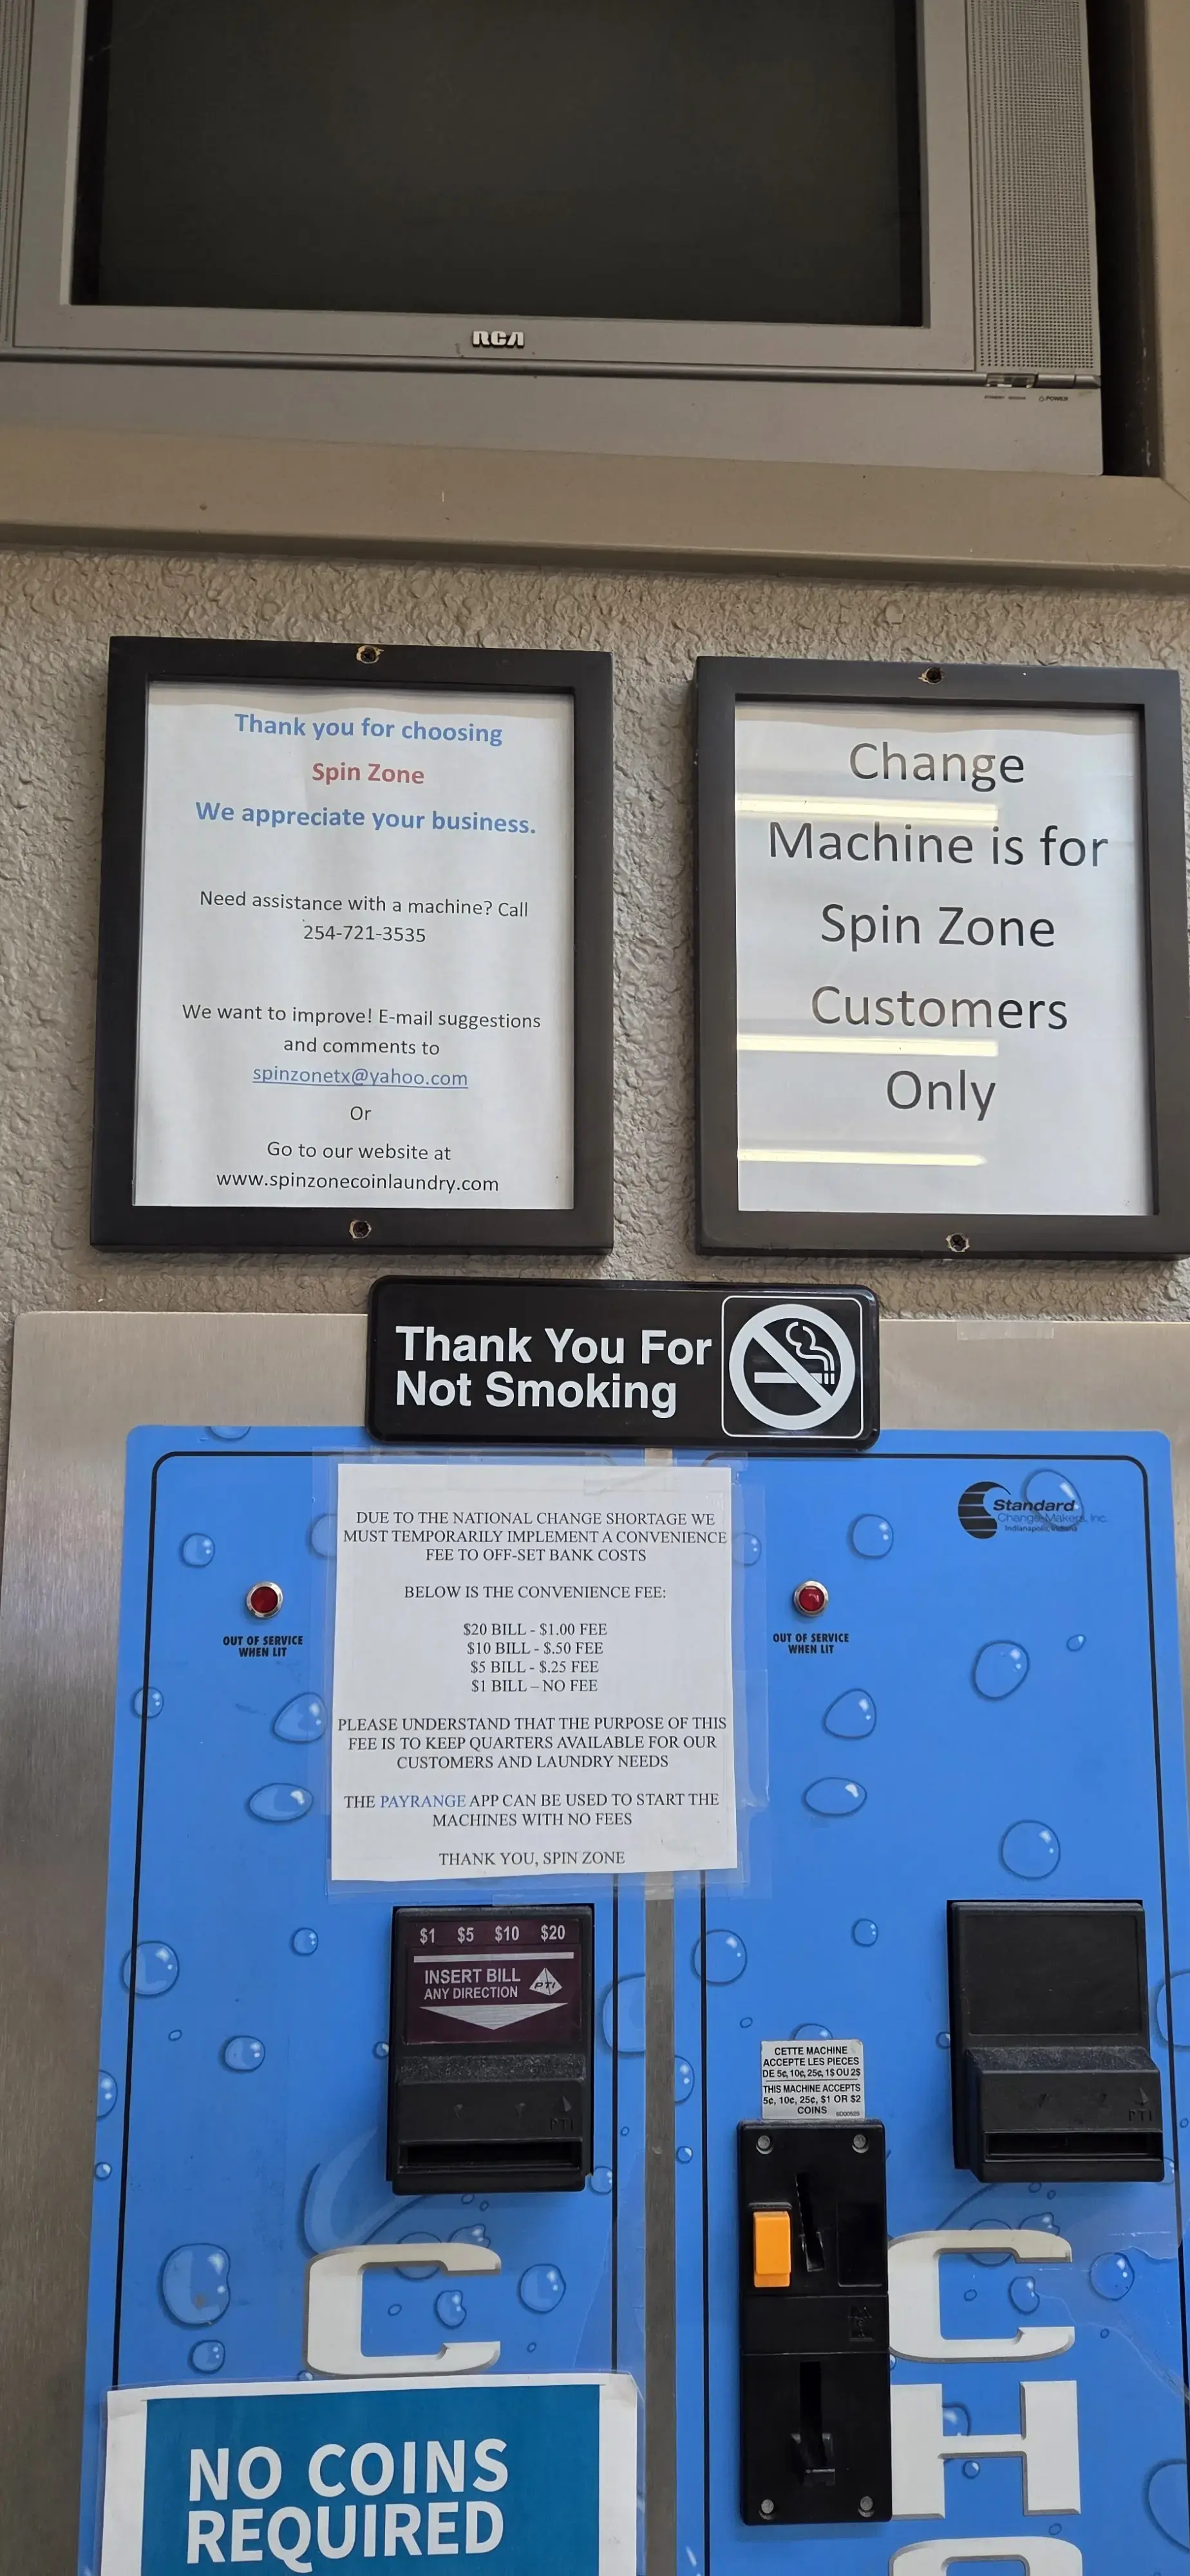 RCA
POWER
Thank you for choosing
Spin Zone
We appreciate your business.
Need assistance with a machine? Call
254-721-3535
We want to improve! E-mail suggestions
and comments to
spinzonetx@yahoo.com
Or
Go to our website at
www.spinzonecoinlaundry.com
Change
Machine is for
Spin Zone
Customers
Only
Thank You For
Not Smoking
DUE TO THE NATIONAL CHANGE SHORTAGE WE
MUST TEMPORARILY IMPLEMENT A CONVENIENCE
FEE TO OFF-SET BANK COSTS
BELOW IS THE CONVENIENCE FEE:
$20 BILL - $1.00 FEE
$10 BILL - $.50 FEE
$5 BILL - $.25 FEE
$1 BILL – NO FEE
PLEASE UNDERSTAND THAT THE PURPOSE OF THIS
FEE IS TO KEEP QUARTERS AVAILABLE FOR OUR
CUSTOMERS AND LAUNDRY NEEDS
THE PAYRANGE APP CAN BE USED TO START THE
MACHINES WITH NO FEES
THANK YOU, SPIN ZONE
Standard
Change-Makers, Inc.
Indianapolis, Indiana
OUT OF SERVICE
WHEN LIT
OUT OF SERVICE
WHEN LIT
$1 $5 $10 $20
INSERT BILL
ANY DIRECTION
PTI
PTI
CETTE MACHINE
ACCEPTE LES PIECES
DE 5¢, 10¢, 25¢, 1$ OU 2$
THIS MACHINE ACCEPTS
5¢, 10¢, 25¢, $1 OR $2
COINS
PTI
C
C
H
NO COINS
REQUIRED